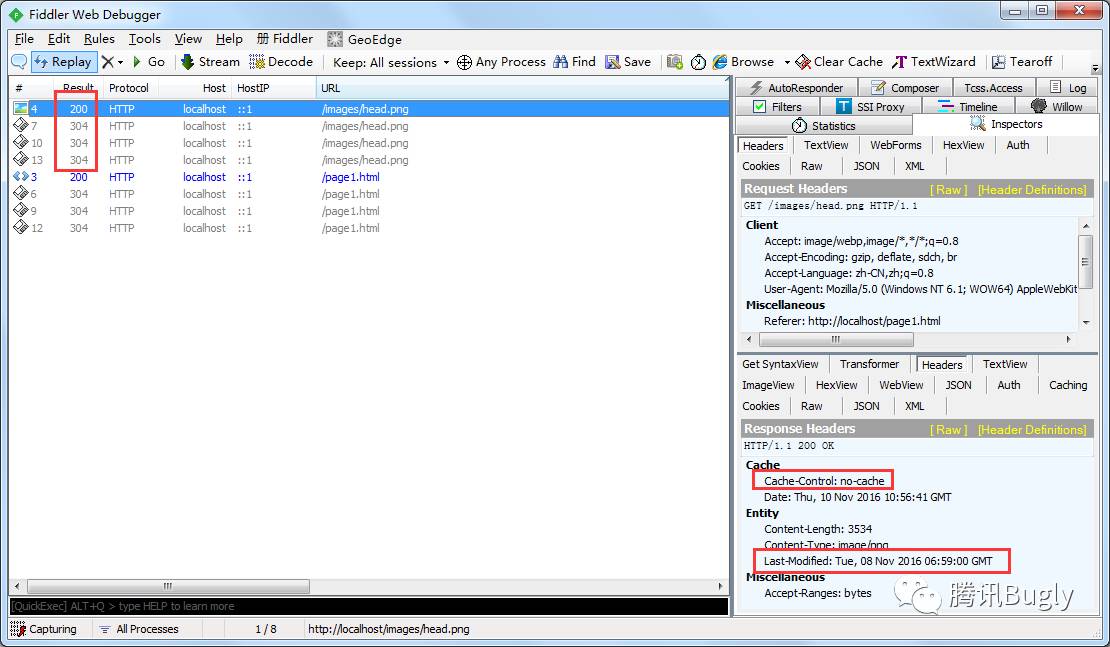 Fiddler Web Debugger
File Edit Rules Tools View Help Fiddler GeoEdge
Replay Go Stream Decode Keep: All sessions Any Process Find Save Browse Clear Cache TextWizard Tearoff
# Result Protocol Host HostIP URL
4 200 HTTP localhost ::1 /images/head.png
7 304 HTTP localhost ::1 /images/head.png
10 304 HTTP localhost ::1 /images/head.png
13 304 HTTP localhost ::1 /images/head.png
3 200 HTTP localhost ::1 /page1.html
6 304 HTTP localhost ::1 /page1.html
9 304 HTTP localhost ::1 /page1.html
12 304 HTTP localhost ::1 /page1.html
[QuickExec] ALT+Q > type HELP to learn more
Capturing All Processes 1 / 8 http://localhost/images/head.png
AutoResponder Composer Tcss.Access Log
Filters SSI Proxy Timeline Willow
Statistics Inspectors
Headers TextView WebForms HexView Auth
Cookies Raw JSON XML
Request Headers [ Raw ] [Header Definitions]
GET /images/head.png HTTP/1.1
Client
Accept: image/webp,image/*,*/*;q=0.8
Accept-Encoding: gzip, deflate, sdch, br
Accept-Language: zh-CN,zh;q=0.8
User-Agent: Mozilla/5.0 (Windows NT 6.1; WOW64) AppleWebKit
Miscellaneous
Referer: http://localhost/page1.html
Get SyntaxView Transformer Headers TextView
ImageView HexView WebView JSON Auth Caching
Cookies Raw JSON XML
Response Headers [ Raw ] [Header Definitions]
HTTP/1.1 200 OK
Cache
Cache-Control: no-cache
Date: Thu, 10 Nov 2016 10:56:41 GMT
Entity
Content-Length: 3534
Content-Type: image/png
Last-Modified: Tue, 08 Nov 2016 06:59:00 GMT
Miscellaneous
Accept-Ranges: bytes
腾讯Bugly